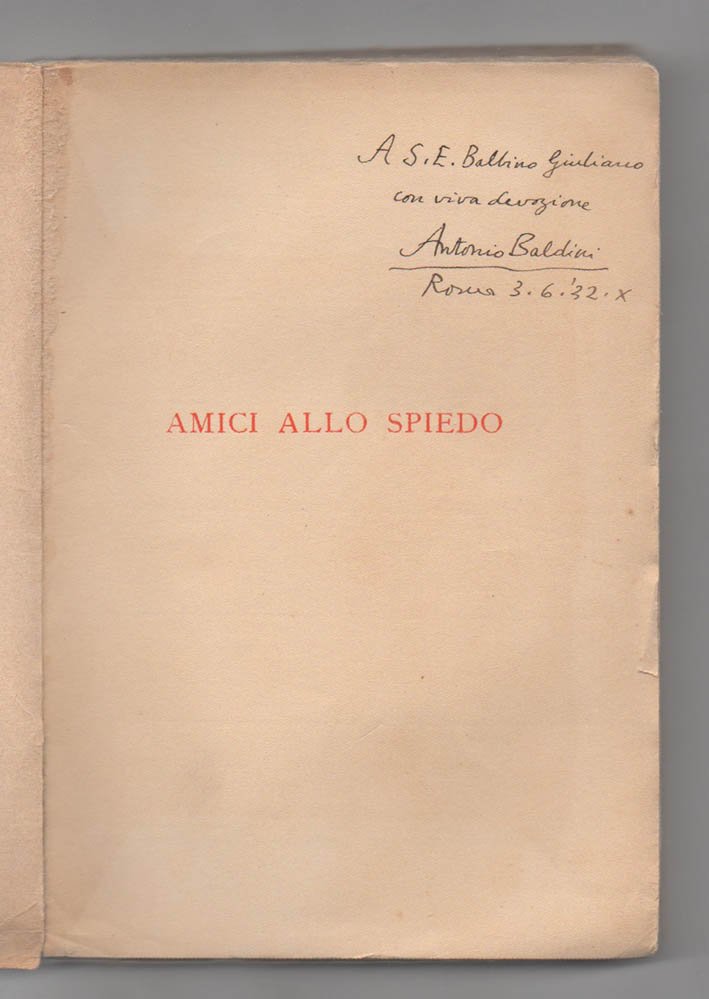 A S.E. Balbino Giuliano
con viva devozione
Antonio Baldini
Roma 3.6.'32.X
AMICI ALLO SPIEDO